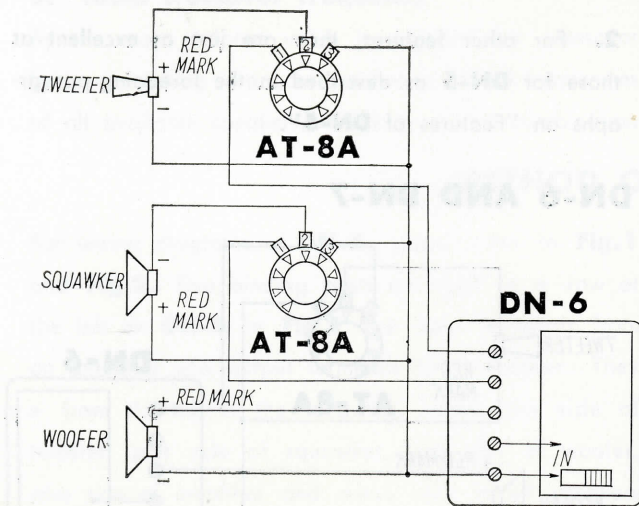 RED
MARK
+
TWEETER
−
1 2 3
AT-8A
−
SQUAWKER
+ RED
MARK
1 2 3
AT-8A
DN-6
+ RED MARK
WOOFER
−
IN